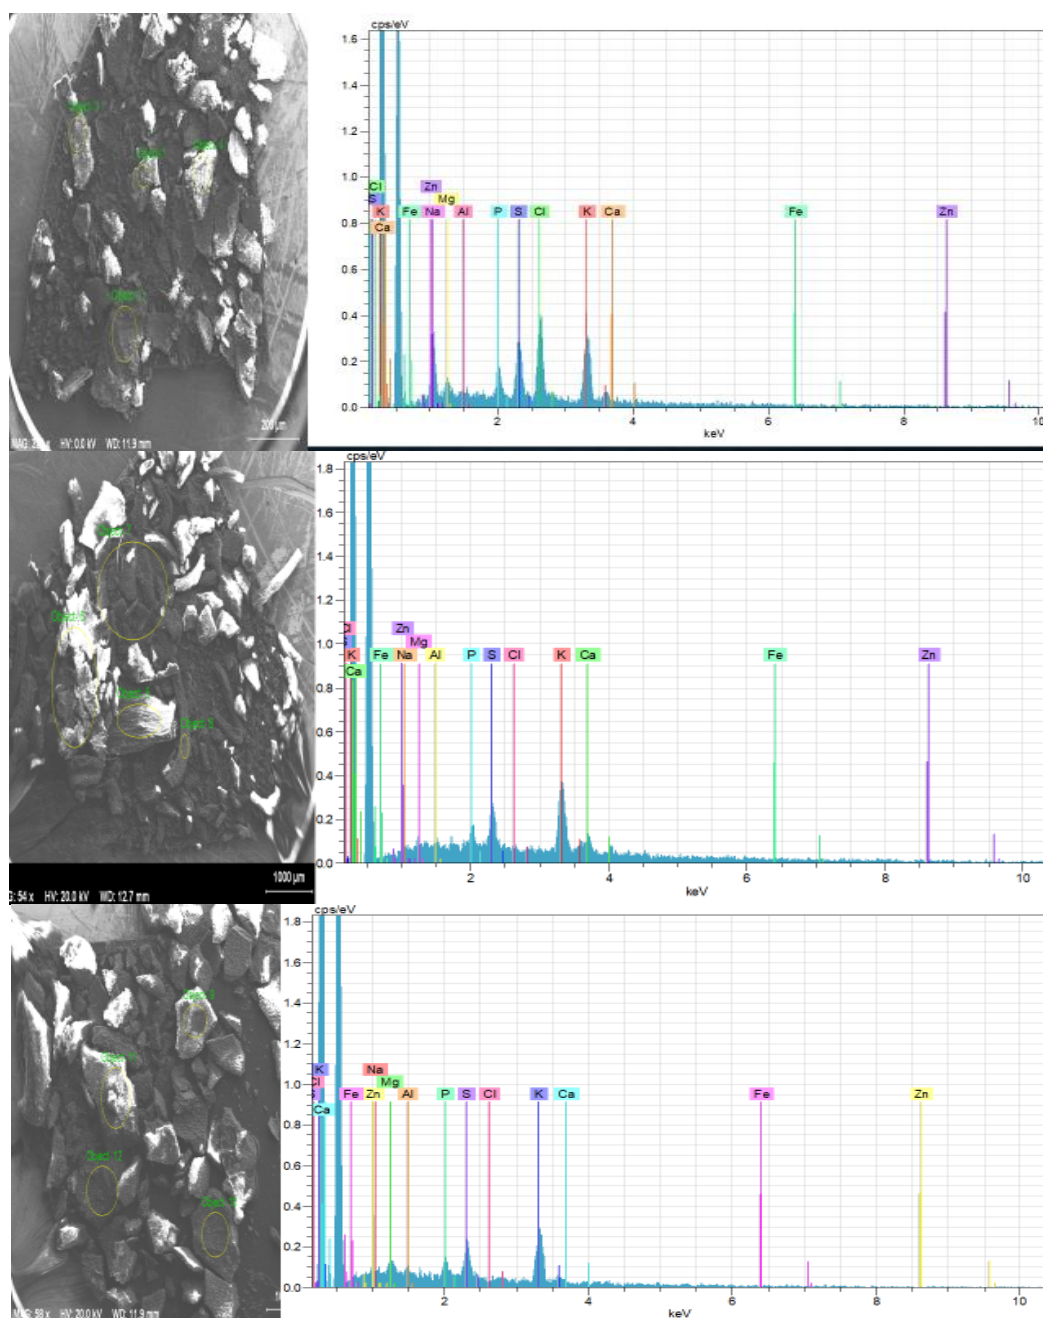 cps/eV
1.6
1.4
1.2
1.0
Cl Zn
S Mg
0.8 K Fe Na Al P S Cl K Ca Fe Zn
Ca
0.6
0.4
0.2
0.0
2 4 6 8 10
keV
200 µm
HV: 0.0 kV WD: 11.9 mm
cps/eV
1.8
1.6
1.4
1.2
1.0
Cl Zn
S Mg
K Fe Na Al P S Cl K Ca Fe Zn
Ca
0.8
0.6
0.4
0.2
0.0
2 4 6 8 10
keV
1000 µm
54 x HV: 20.0 kV WD: 12.7 mm
cps/eV
1.8
1.6
1.4
1.2
1.0
K Na
Cl Mg
S Fe Zn Al P S Cl K Ca Fe Zn
Ca
0.8
0.6
0.4
0.2
0.0
2 4 6 8 10
keV
Object 12
MAG: 58 x HV: 20.0 kV WD: 11.9 mm